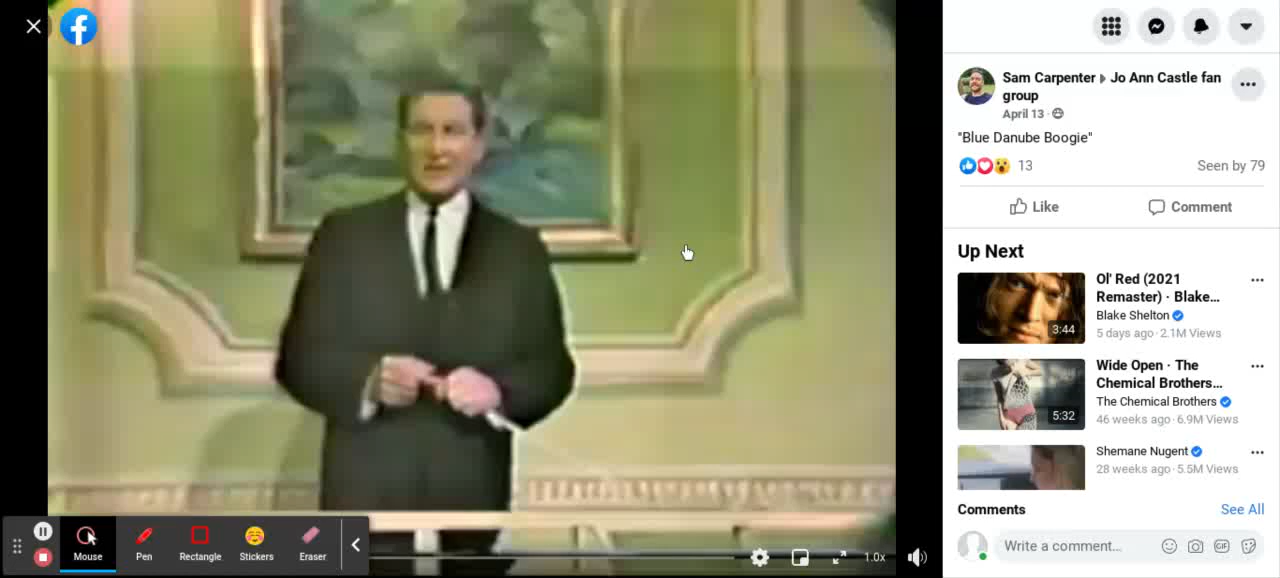 Sam Carpenter Jo Ann Castle fan
group
April 13
"Blue Danube Boogie"
13
Seen by 79
Like
Comment
Up Next
Ol' Red (2021
Remaster) · Blake...
Blake Shelton
5 days ago · 2.1M Views
3:44
Wide Open · The
Chemical Brothers...
The Chemical Brothers
46 weeks ago · 6.9M Views
5:32
Shemane Nugent
28 weeks ago · 5.5M Views
Comments
See All
Write a comment...
GIF
Mouse
Pen
Rectangle
Stickers
Eraser
1.0x